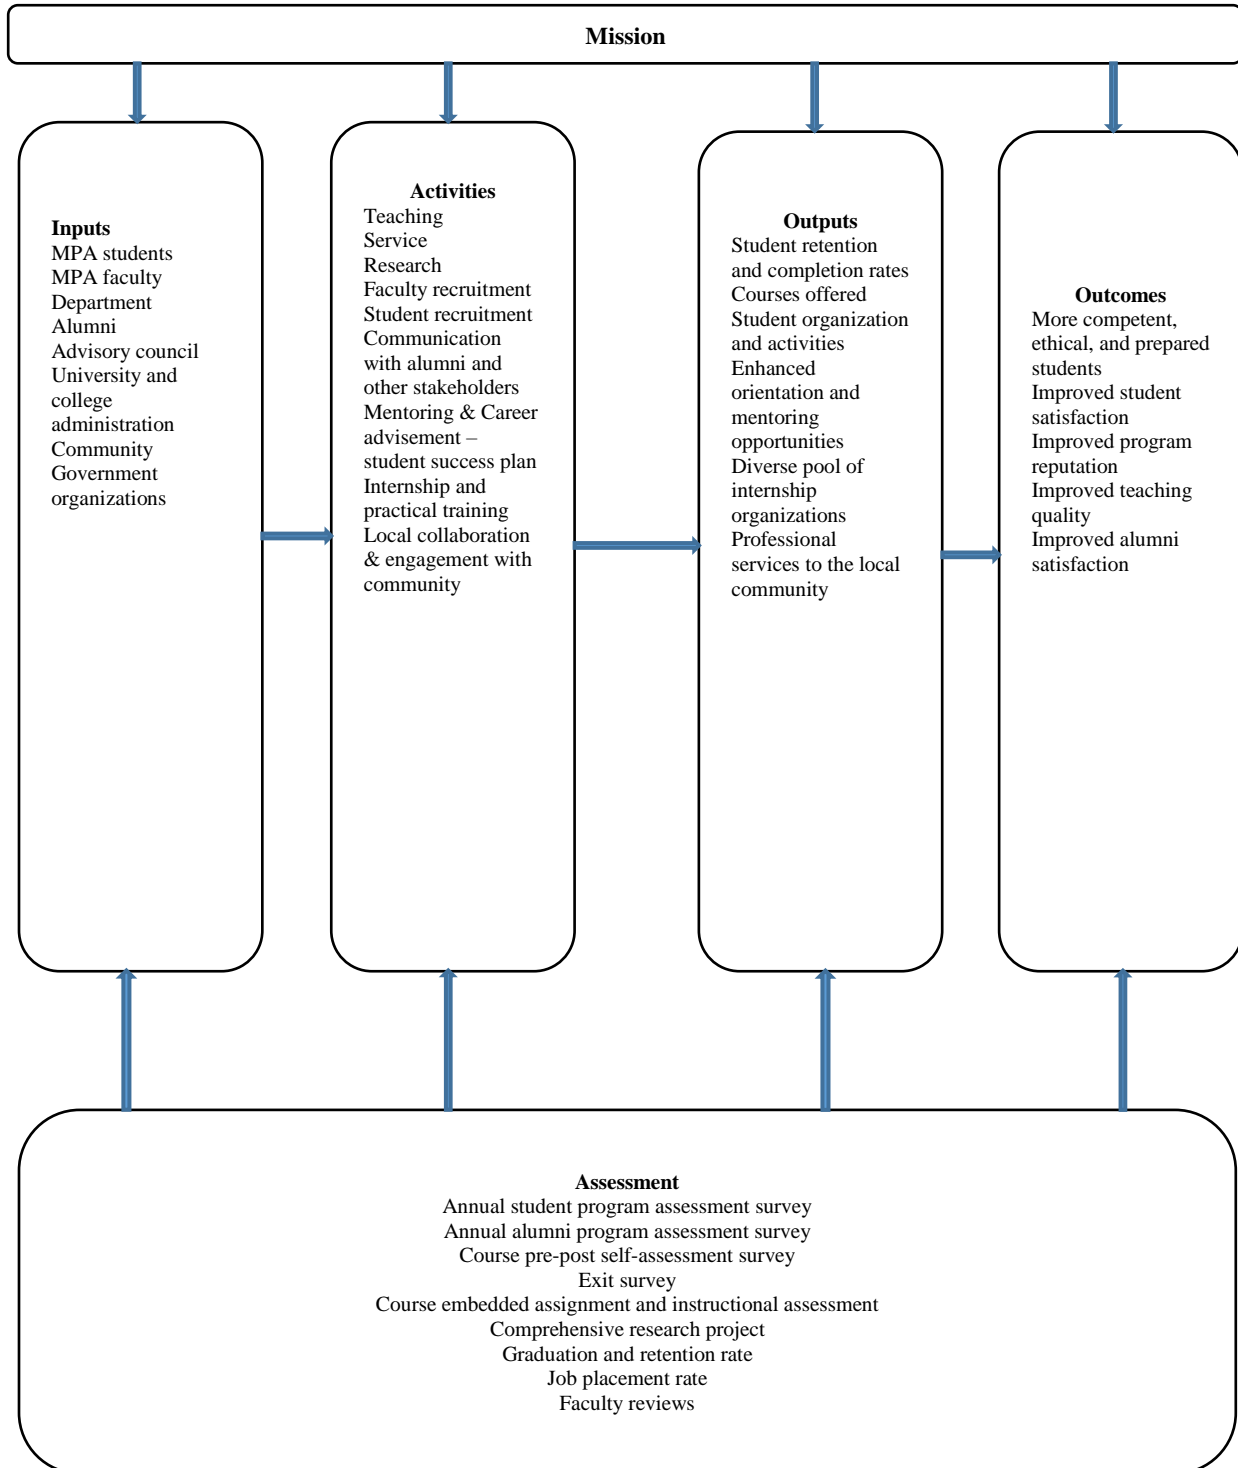 Mission
Inputs
MPA students
MPA faculty
Department
Alumni
Advisory council
University and
college
administration
Community
Government
organizations
Activities
Teaching
Service
Research
Faculty recruitment
Student recruitment
Communication
with alumni and
other stakeholders
Mentoring & Career
advisement –
student success plan
Internship and
practical training
Local collaboration
& engagement with
community
Outputs
Student retention
and completion rates
Courses offered
Student organization
and activities
Enhanced
orientation and
mentoring
opportunities
Diverse pool of
internship
organizations
Professional
services to the local
community
Outcomes
More competent,
ethical, and prepared
students
Improved student
satisfaction
Improved program
reputation
Improved teaching
quality
Improved alumni
satisfaction
Assessment
Annual student program assessment survey
Annual alumni program assessment survey
Course pre-post self-assessment survey
Exit survey
Course embedded assignment and instructional assessment
Comprehensive research project
Graduation and retention rate
Job placement rate
Faculty reviews